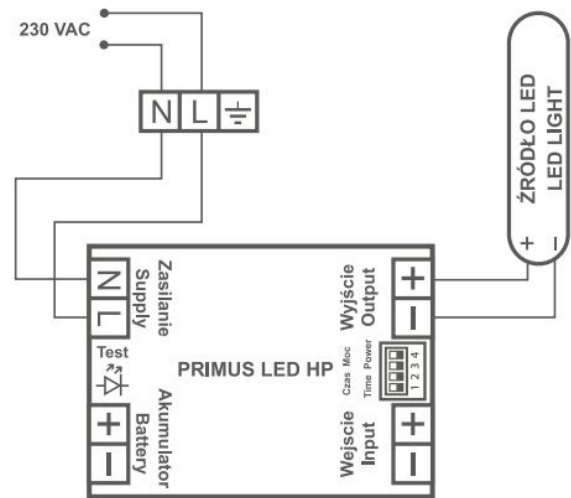 230 VAC
N L
ŹRÓDŁO LED
LED LIGHT
+ −
N
L
Zasilanie
Supply
Test
+
−
Akumulator
Battery
PRIMUS LED HP
Wyjście
Output
+
−
Czas Moc
Time Power
1 2 3 4
Wejscie
Input
+
−